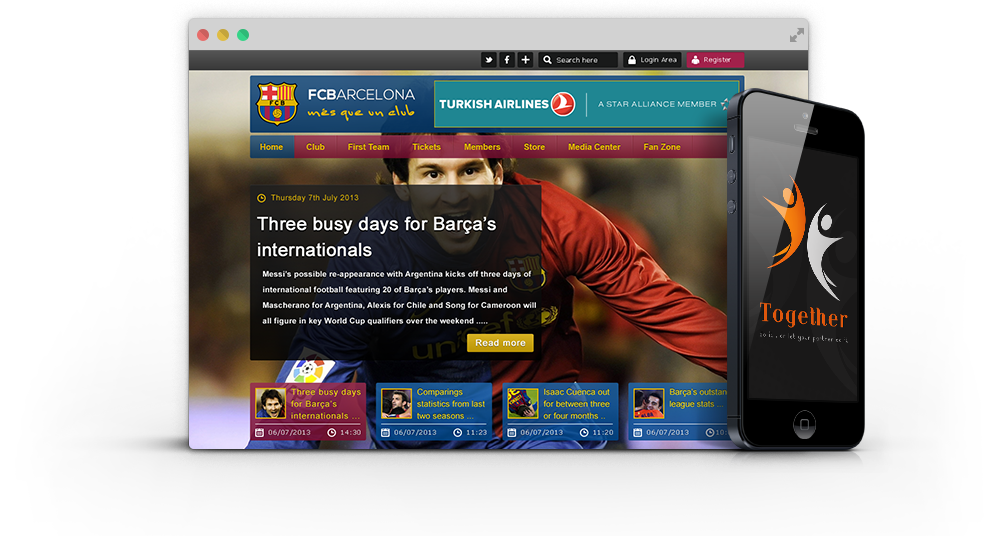 Search here
Login Area
Register
FCB
FCBARCELONA
més que un club
TURKISH AIRLINES
A STAR ALLIANCE MEMBER
Home
Club
First Team
Tickets
Members
Store
Media Center
Fan Zone
Thursday 7th July 2013
Three busy days for Barça's
internationals
Messi's possible re-appearance with Argentina kicks off three days of
international football featuring 20 of Barça's players. Messi and
Mascherano for Argentina, Alexis for Chile and Song for Cameroon will
all figure in key World Cup qualifiers over the weekend .....
Read more
unicef
Three busy days
for Barça's
internationals ...
06/07/2013
14:30
Comparings
statistics from last
two seasons ...
06/07/2013
11:23
Isaac Cuenca out
for between three
or four months ..
06/07/2013
11:20
Barça's outstan
league stats ...
06/07/2013
10:
Together